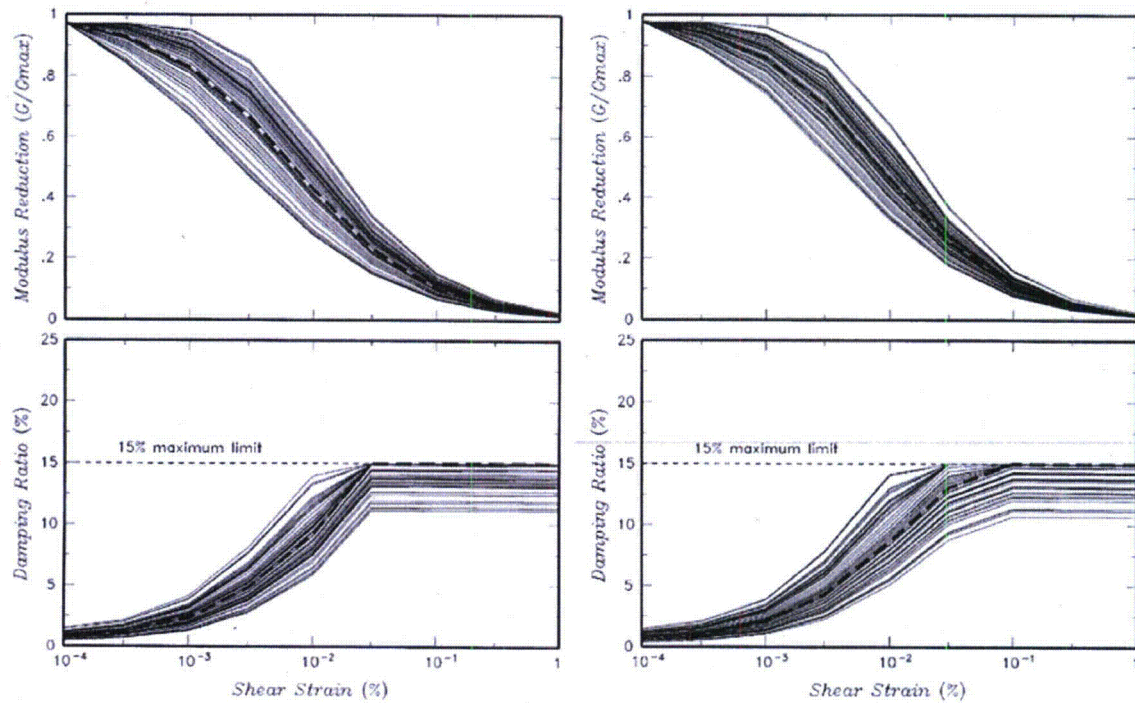 Modulus Reduction (G/Gmax)
1
.8
.6
.4
.2
0
Modulus Reduction (G/Gmax)
1
.8
.6
.4
.2
0
Damping Ratio (%)
25
20
15
10
5
0
15% maximum limit
10⁻⁴ 10⁻³ 10⁻² 10⁻¹ 1
Shear Strain (%)
Damping Ratio (%)
25
20
15
10
5
0
15% maximum limit
10⁻⁴ 10⁻³ 10⁻² 10⁻¹ 1
Shear Strain (%)